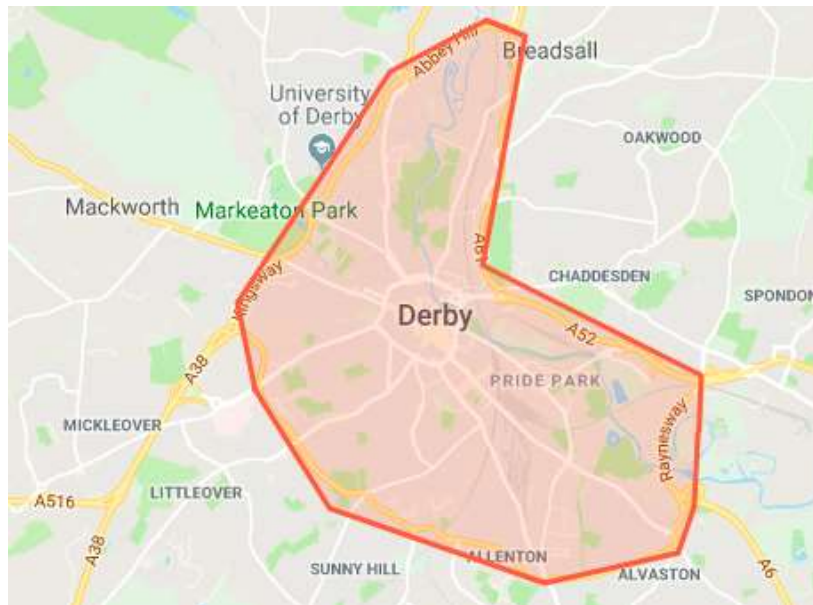 Abbey Hill
Breadsall
University
of Derby
OAKWOOD
Mackworth
Markeaton Park
A61
CHADDESDEN
Kingsway
SPONDON
Derby
A52
A38
PRIDE PARK
MICKLEOVER
Raynesway
LITTLEOVER
A516
A38
ALLENTON
SUNNY HILL
ALVASTON
A6